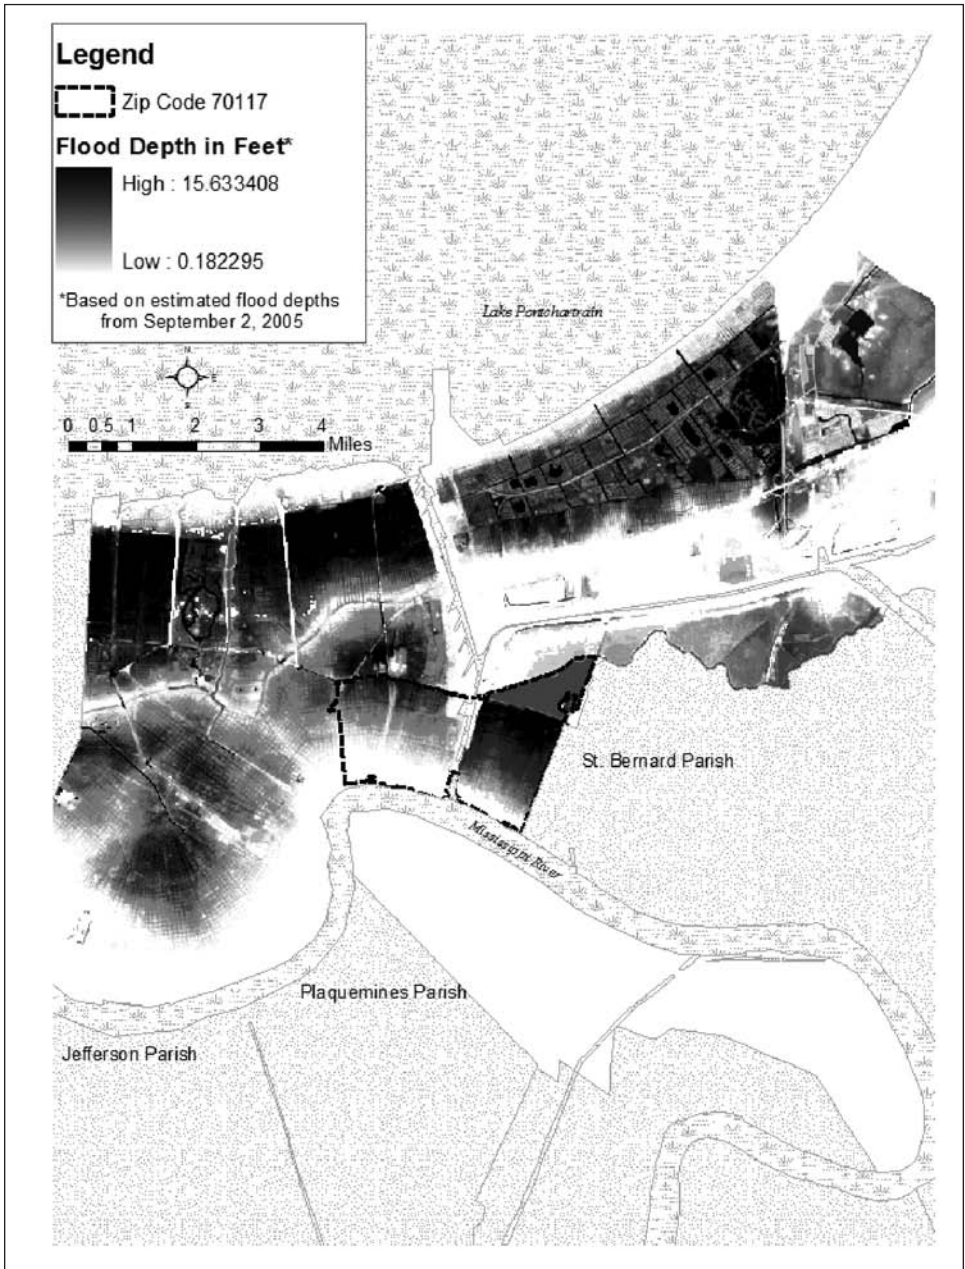 Legend
Zip Code 70117
Flood Depth in Feet*
High : 15.633408
Low : 0.182295
*Based on estimated flood depths
from September 2, 2005
Lake Pontchartrain
N
W
E
S
0 0.5 1 2 3 4
Miles
St. Bernard Parish
Mississippi River
Plaquemines Parish
Jefferson Parish